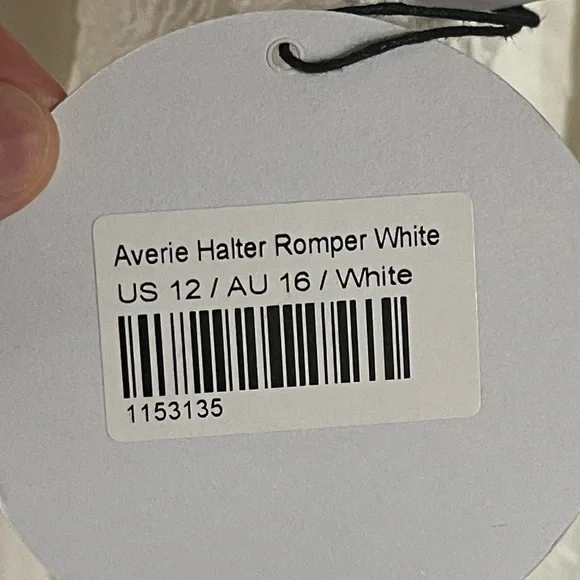 Averie Halter Romper White
US 12 / AU 16 / White
1153135